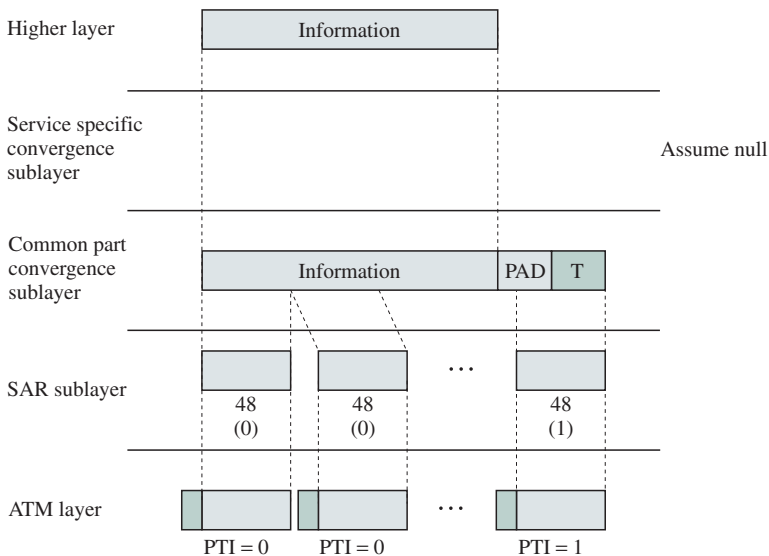 Higher layer
Information
Service specific
convergence
sublayer
Assume null
Common part
convergence
sublayer
Information
PAD
T
SAR sublayer
...
48
(0)
48
(0)
48
(1)
ATM layer
...
PTI = 0
PTI = 0
PTI = 1